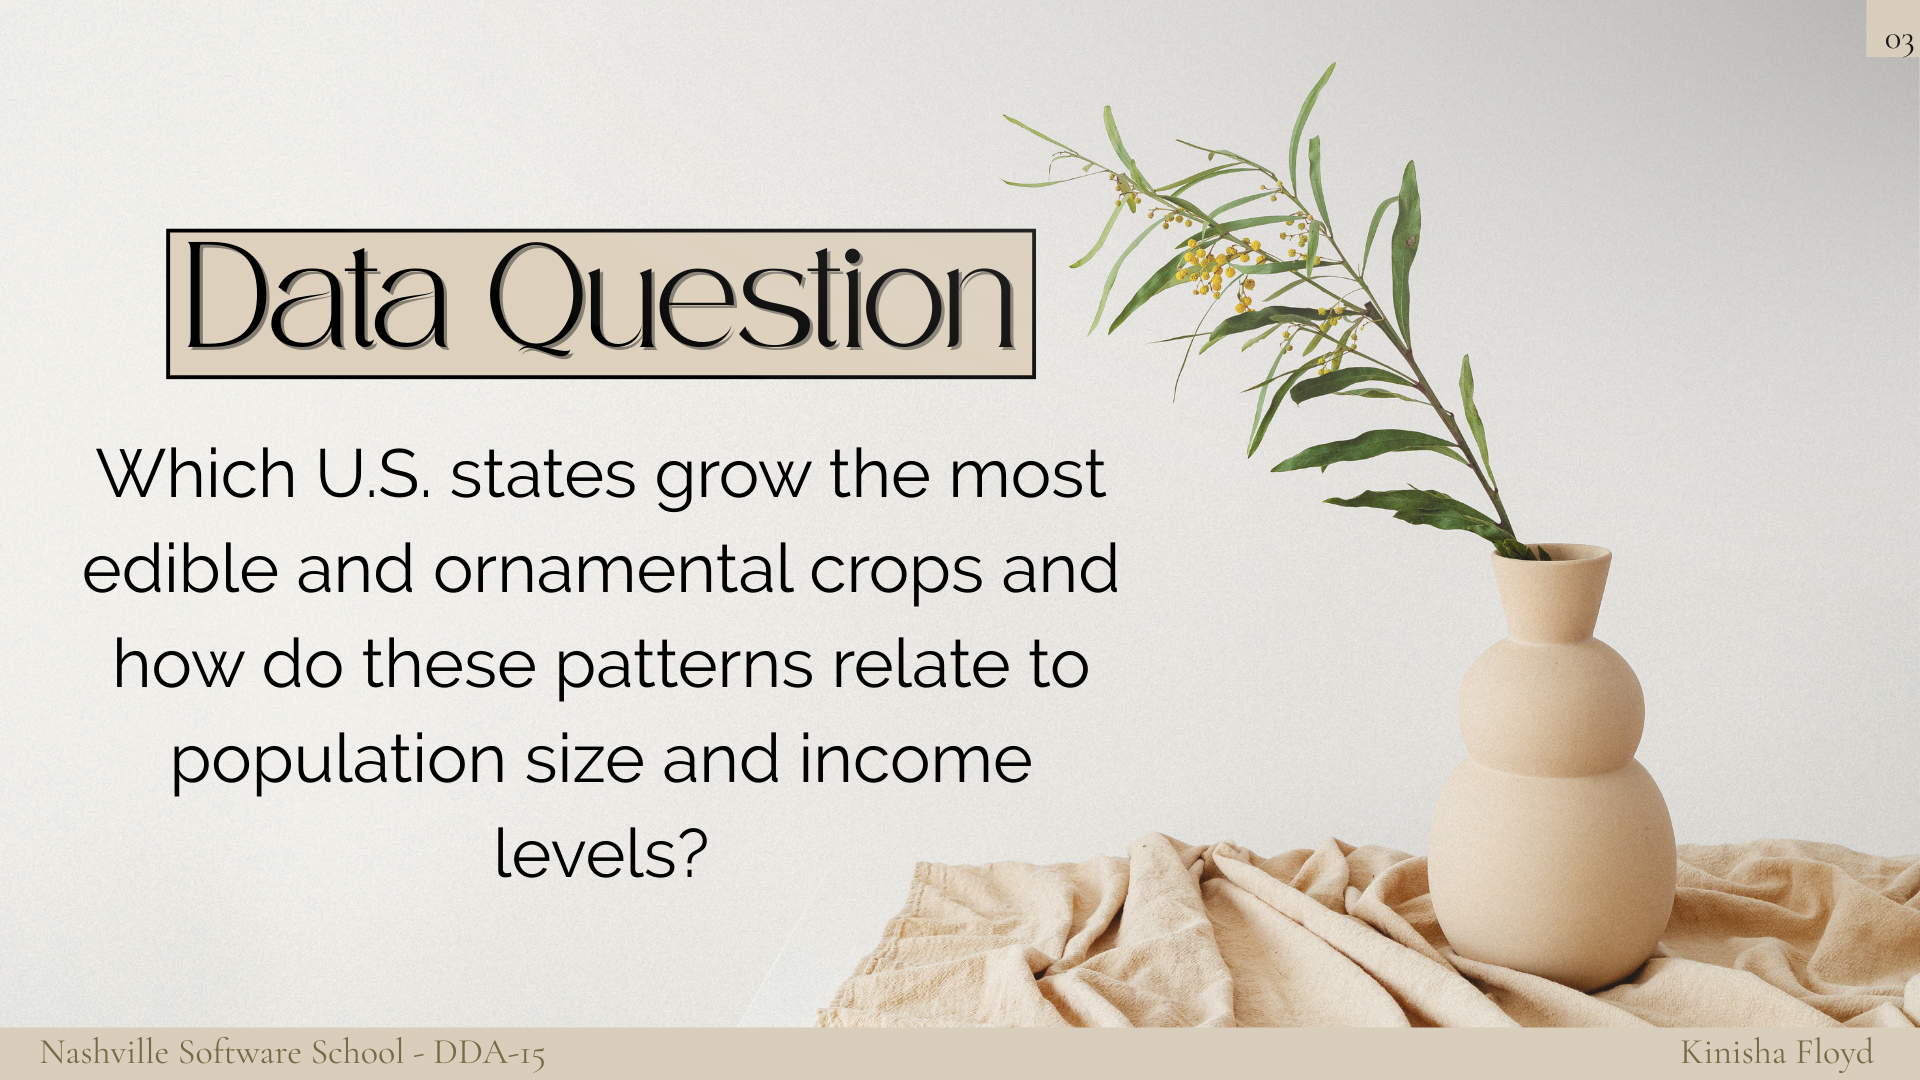 03
Data Question
Which U.S. states grow the most
edible and ornamental crops and
how do these patterns relate to
population size and income
levels?
Nashville Software School - DDA-15
Kinisha Floyd